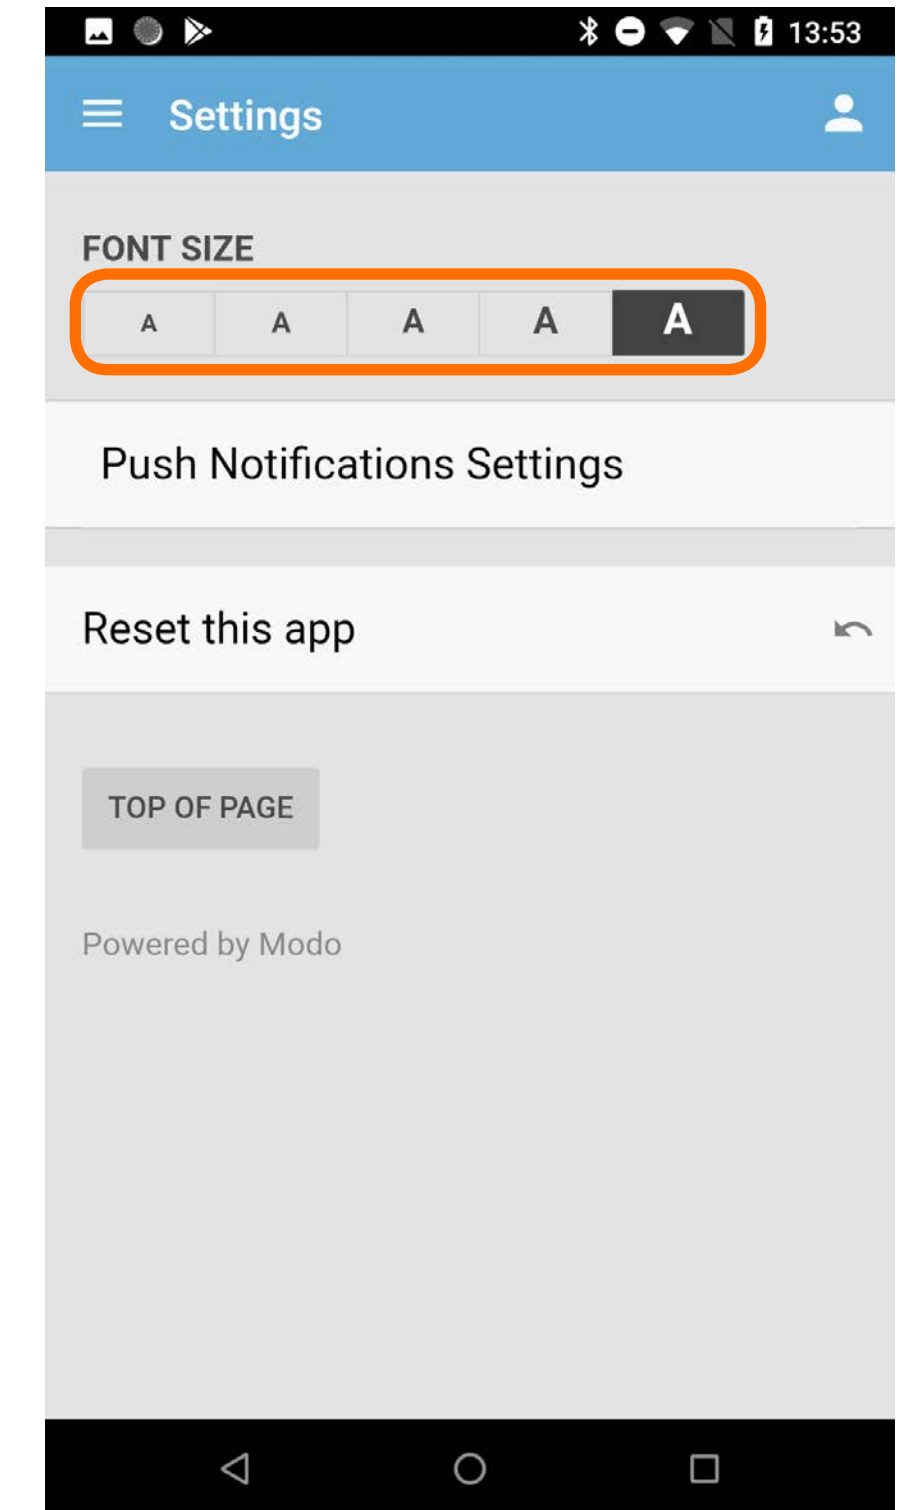 13:53
Settings
FONT SIZE
A A A A A
Push Notifications Settings
Reset this app
TOP OF PAGE
Powered by Modo